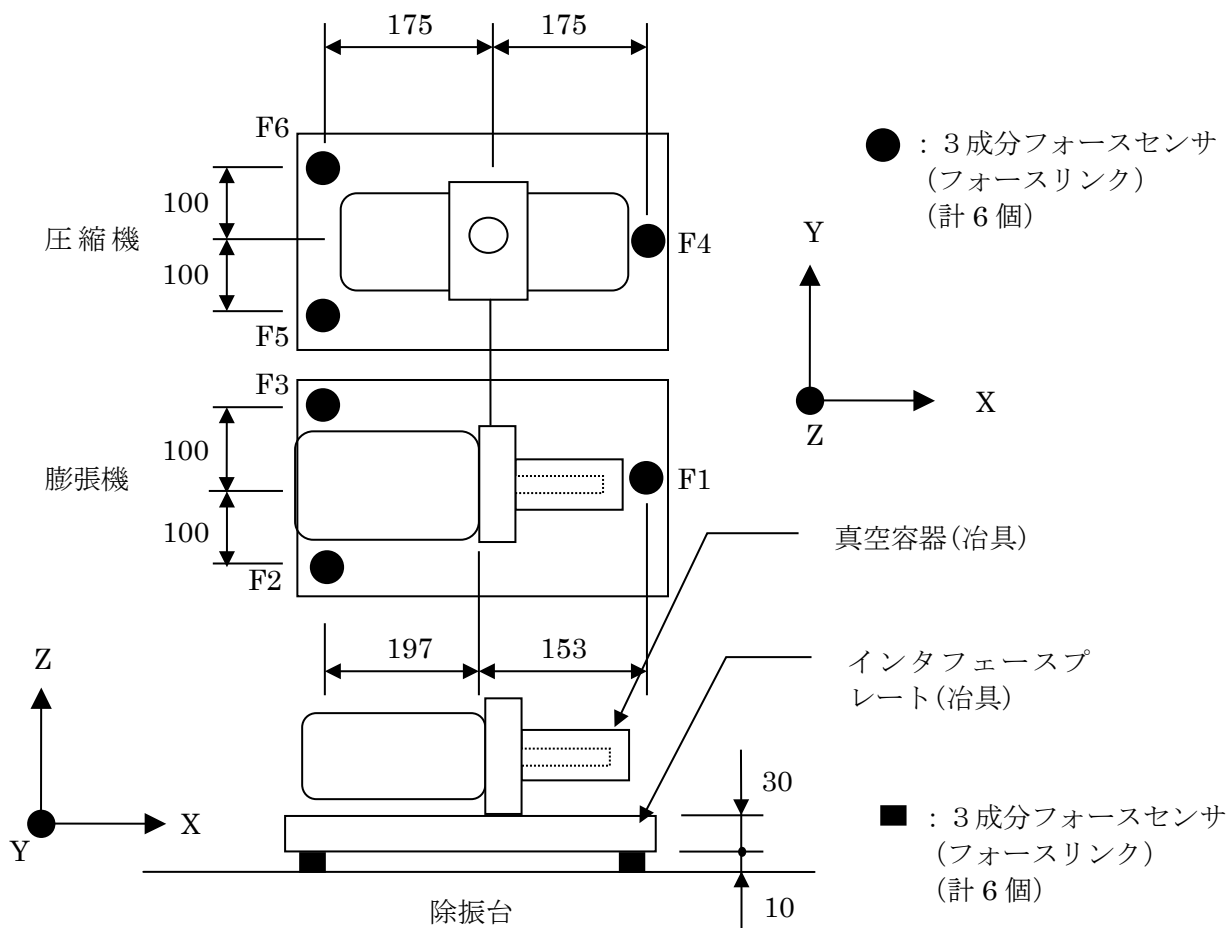 175
175
F6
100
圧縮機
100
F4
F5
●：３成分フォースセンサ
(フォースリンク)
(計 6 個)
Y
X
Z
F3
100
膨張機
100
F1
F2
真空容器(冶具)
197
153
インタフェースプ
レート(冶具)
Z
X
Y
30
10
■：３成分フォースセンサ
(フォースリンク)
(計 6 個)
除振台